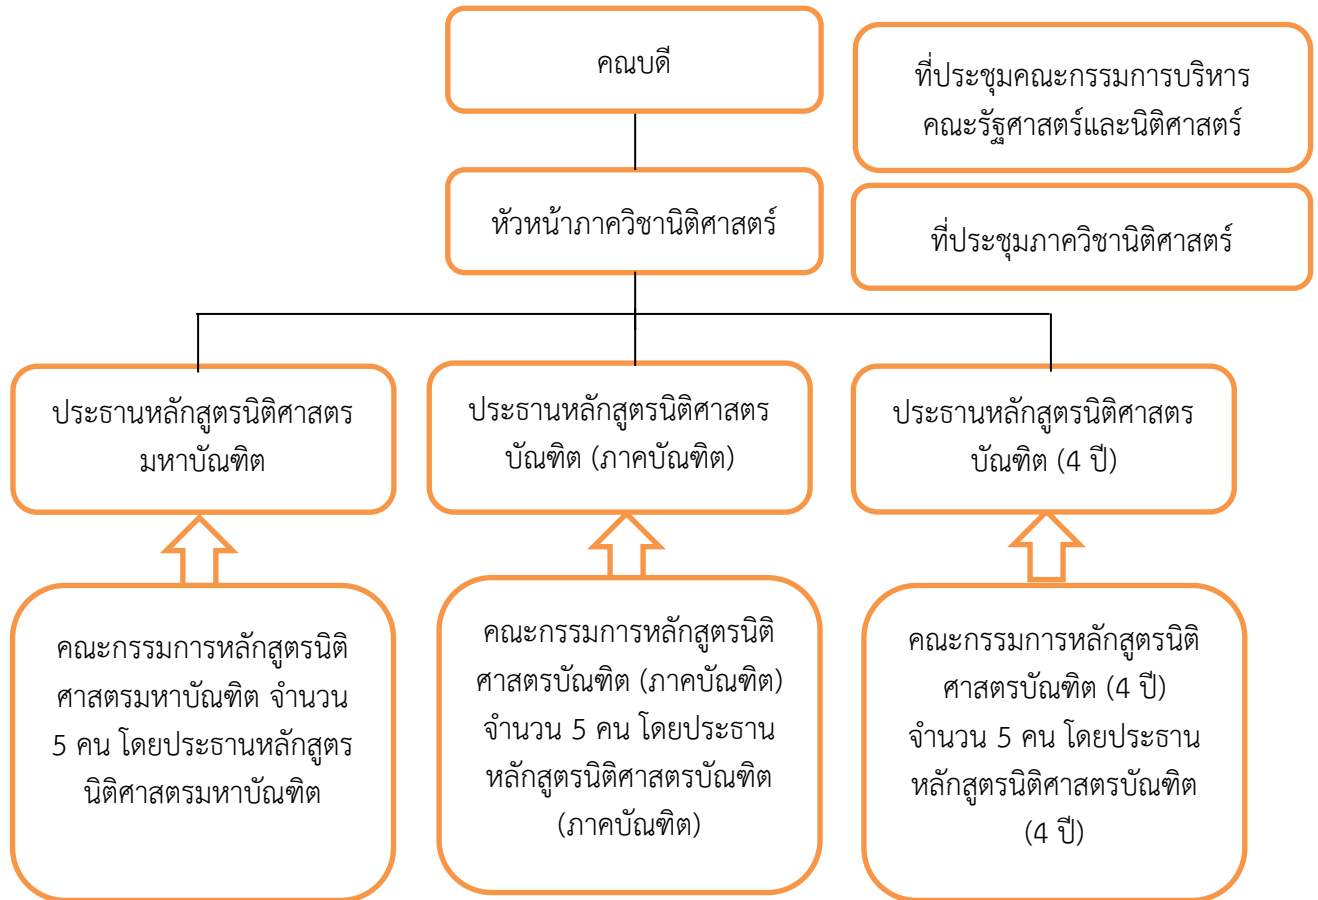 คณบดี
ที่ประชุมคณะกรรมการบริหาร
คณะรัฐศาสตร์และนิติศาสตร์
หัวหน้าภาควิชานิติศาสตร์
ที่ประชุมภาควิชานิติศาสตร์
ประธานหลักสูตรนิติศาสตร
มหาบัณฑิต
ประธานหลักสูตรนิติศาสตร
บัณฑิต (ภาคบัณฑิต)
ประธานหลักสูตรนิติศาสตร
บัณฑิต (4 ปี)
คณะกรรมการหลักสูตรนิติ
ศาสตรมหาบัณฑิต จำนวน
5 คน โดยประธานหลักสูตร
นิติศาสตรมหาบัณฑิต
คณะกรรมการหลักสูตรนิติ
ศาสตรบัณฑิต (ภาคบัณฑิต)
จำนวน 5 คน โดยประธาน
หลักสูตรนิติศาสตรบัณฑิต
(ภาคบัณฑิต)
คณะกรรมการหลักสูตรนิติ
ศาสตรบัณฑิต (4 ปี)
จำนวน 5 คน โดยประธาน
หลักสูตรนิติศาสตรบัณฑิต
(4 ปี)